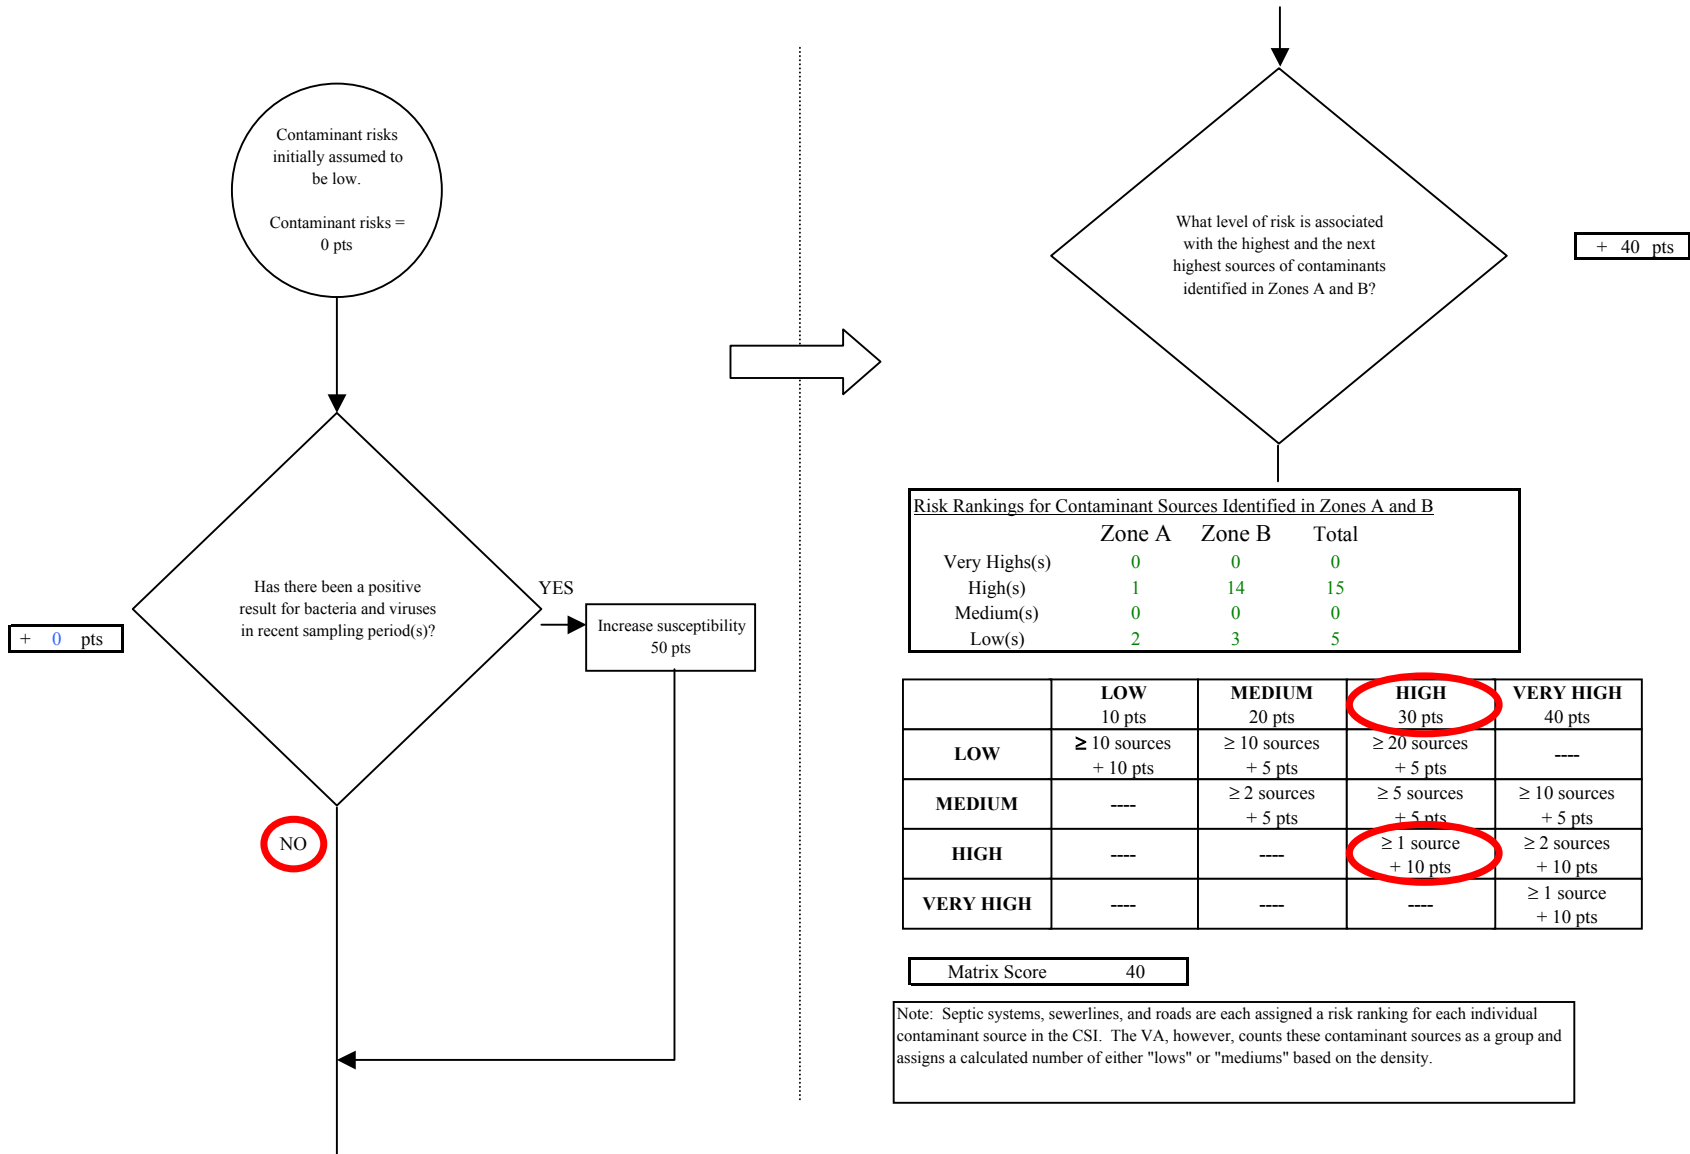 Contaminant risks
initially assumed to
be low.
Contaminant risks =
0 pts
Has there been a positive
result for bacteria and viruses
in recent sampling period(s)?
+ 0 pts
YES
Increase susceptibility
50 pts
NO
What level of risk is associated
with the highest and the next
highest sources of contaminants
identified in Zones A and B?
+ 40 pts
Risk Rankings for Contaminant Sources Identified in Zones A and B
Zone A Zone B Total
Very Highs(s) 0 0 0
High(s) 1 14 15
Medium(s) 0 0 0
Low(s) 2 3 5
LOW MEDIUM HIGH VERY HIGH
10 pts 20 pts 30 pts 40 pts
LOW ≥ 10 sources ≥ 10 sources ≥ 20 sources ----
+ 10 pts + 5 pts + 5 pts
MEDIUM ---- ≥ 2 sources ≥ 5 sources ≥ 10 sources
+ 5 pts + 5 pts + 5 pts
HIGH ---- ---- ≥ 1 source ≥ 2 sources
+ 10 pts + 10 pts
VERY HIGH ---- ---- ---- ≥ 1 source
+ 10 pts
Matrix Score 40
Note: Septic systems, sewerlines, and roads are each assigned a risk ranking for each individual
contaminant source in the CSI. The VA, however, counts these contaminant sources as a group and
assigns a calculated number of either "lows" or "mediums" based on the density.